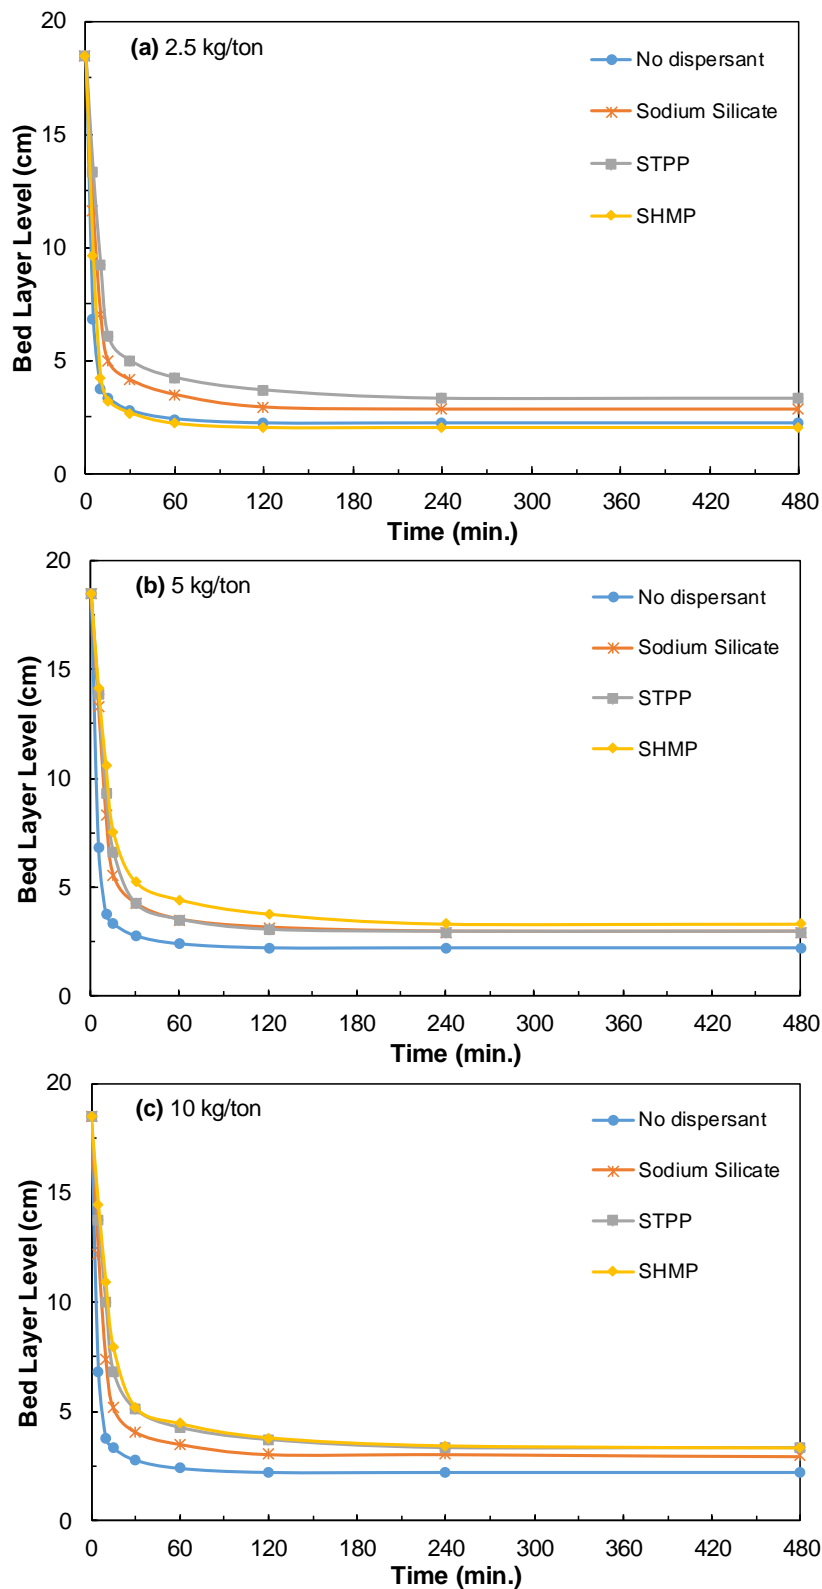 (a) 2.5 kg/ton
No dispersant
Sodium Silicate
STPP
SHMP
Bed Layer Level (cm)
20
15
10
5
0
0 60 120 180 240 300 360 420 480
Time (min.)
(b) 5 kg/ton
No dispersant
Sodium Silicate
STPP
SHMP
Bed Layer Level (cm)
20
15
10
5
0
0 60 120 180 240 300 360 420 480
Time (min.)
(c) 10 kg/ton
No dispersant
Sodium Silicate
STPP
SHMP
Bed Layer Level (cm)
20
15
10
5
0
0 60 120 180 240 300 360 420 480
Time (min.)